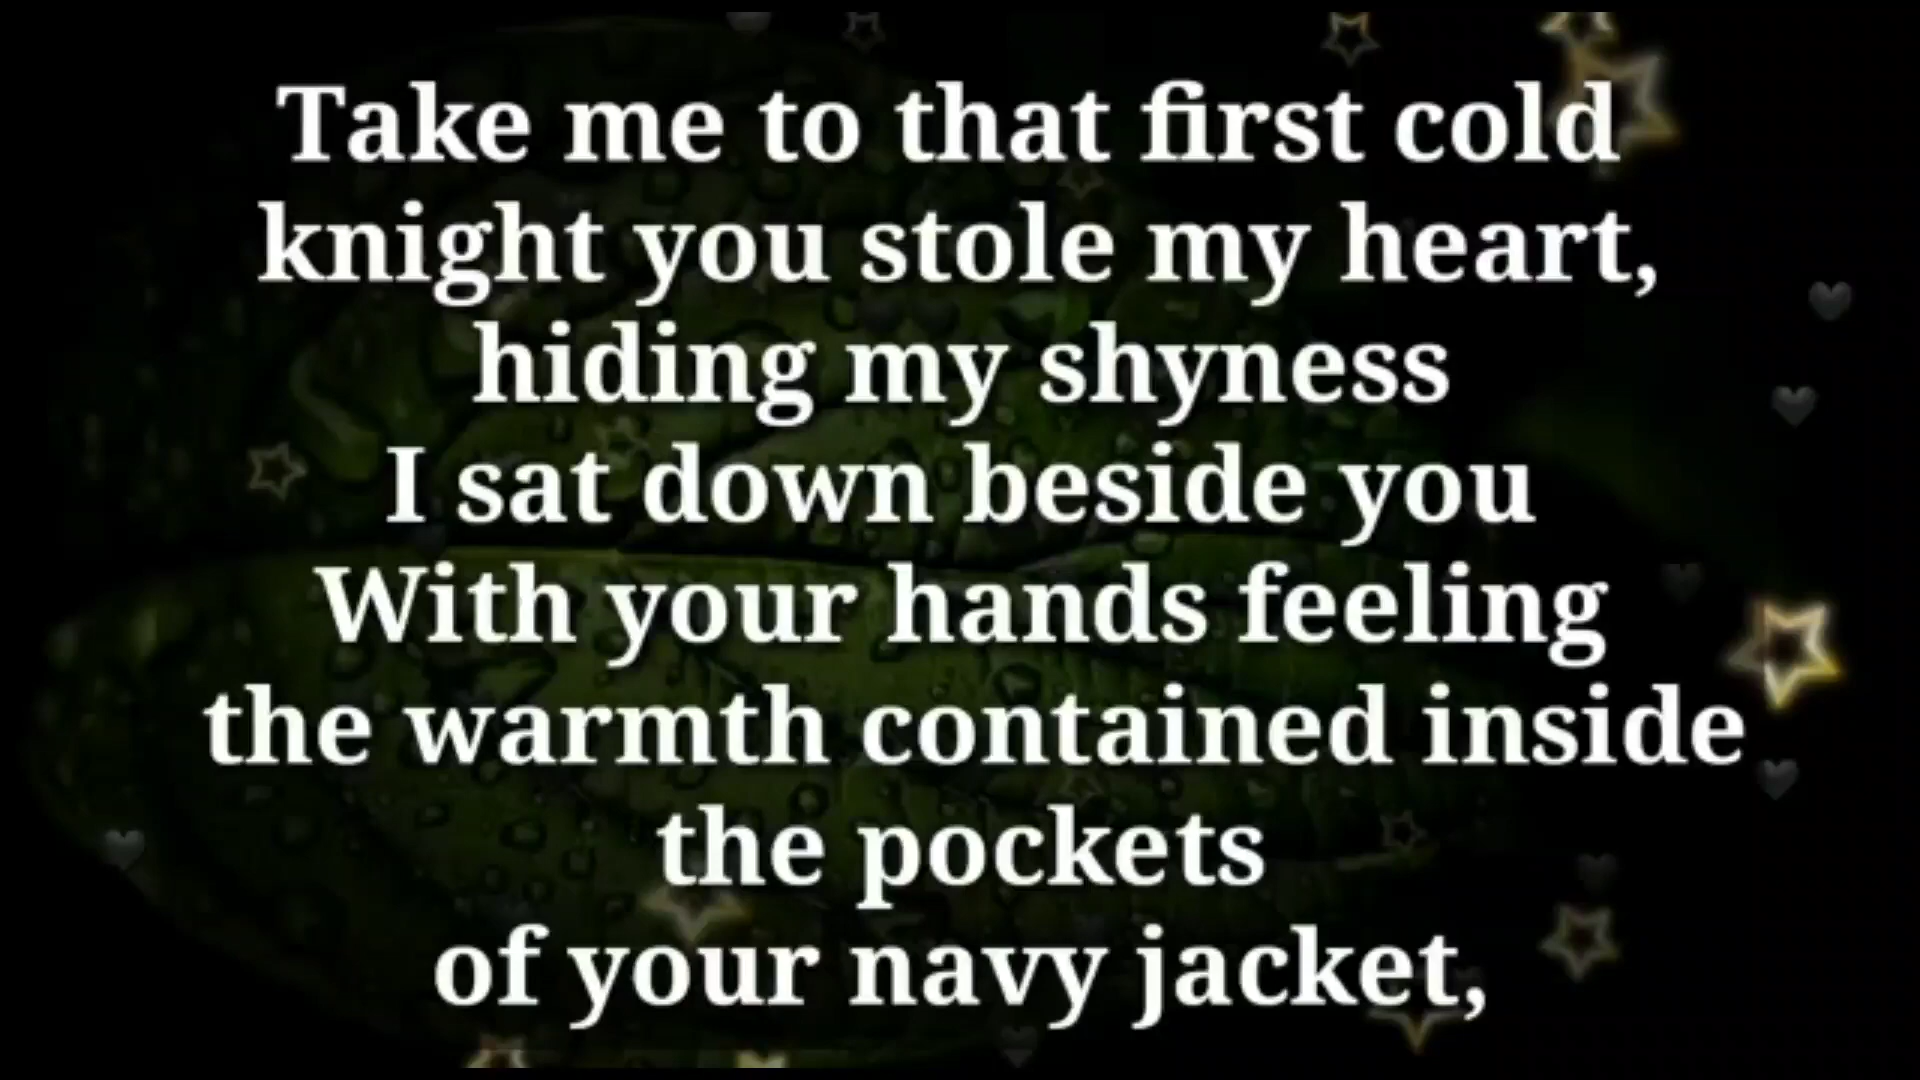 Take me to that first cold
knight you stole my heart,
hiding my shyness
I sat down beside you
With your hands feeling
the warmth contained inside
the pockets
of your navy jacket,